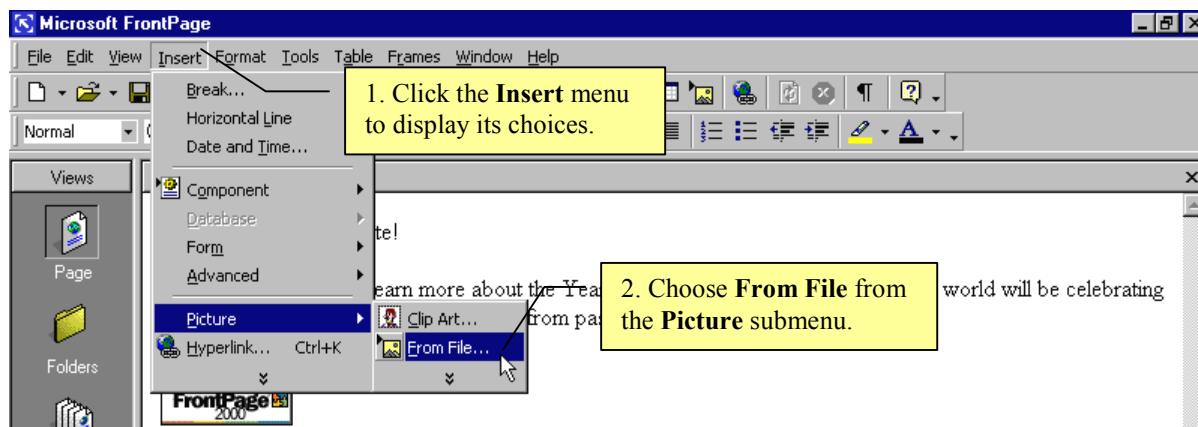 Microsoft FrontPage
File Edit View Insert Format Tools Table Frames Window Help
Break...
1. Click the Insert menu
to display its choices.
Normal
Horizontal Line
Date and Time...
Views
Component
Database
te!
Form
Page
Advanced
earn more about the Yea
2. Choose From File from
the Picture submenu.
world will be celebrating
Picture
Clip Art...
from pas
Hyperlink... Ctrl+K
From File...
Folders
FrontPage
2000